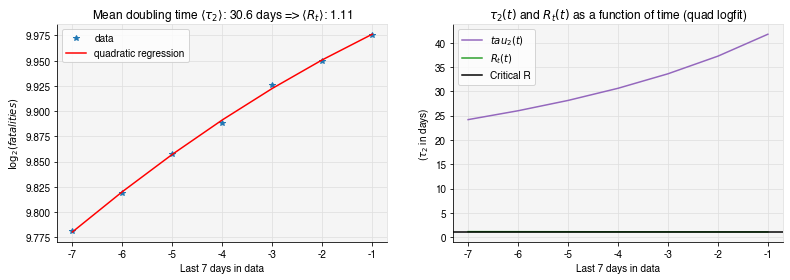 Mean doubling time ⟨τ₂⟩: 30.6 days => ⟨Rₜ⟩: 1.11
data
quadratic regression
log₂(fatalities)
9.975
9.950
9.925
9.900
9.875
9.850
9.825
9.800
9.775
-7 -6 -5 -4 -3 -2 -1
Last 7 days in data
τ₂(t) and Rₜ(t) as a function of time (quad logfit)
tau₂(t)
Rₜ(t)
Critical R
(τ₂ in days)
40
35
30
25
20
15
10
5
0
-7 -6 -5 -4 -3 -2 -1
Last 7 days in data